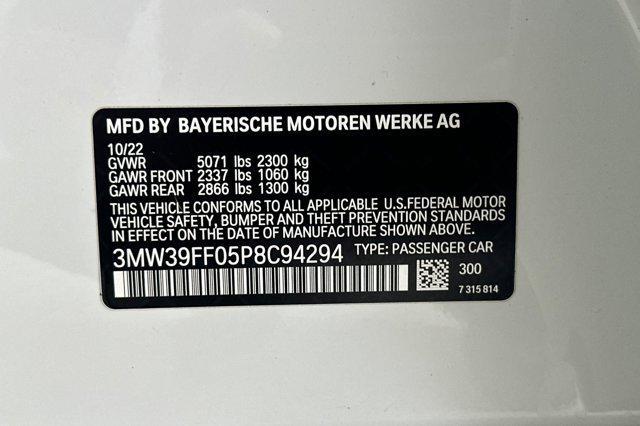 MFD BY BAYERISCHE MOTOREN WERKE AG
10/22
GVWR 5071 lbs 2300 kg
GAWR FRONT 2337 lbs 1060 kg
GAWR REAR 2866 lbs 1300 kg
THIS VEHICLE CONFORMS TO ALL APPLICABLE U.S.FEDERAL MOTOR
VEHICLE SAFETY, BUMPER AND THEFT PREVENTION STANDARDS
IN EFFECT ON THE DATE OF MANUFACTURE SHOWN ABOVE.
3MW39FF05P8C94294 TYPE: PASSENGER CAR
300
7 315 814